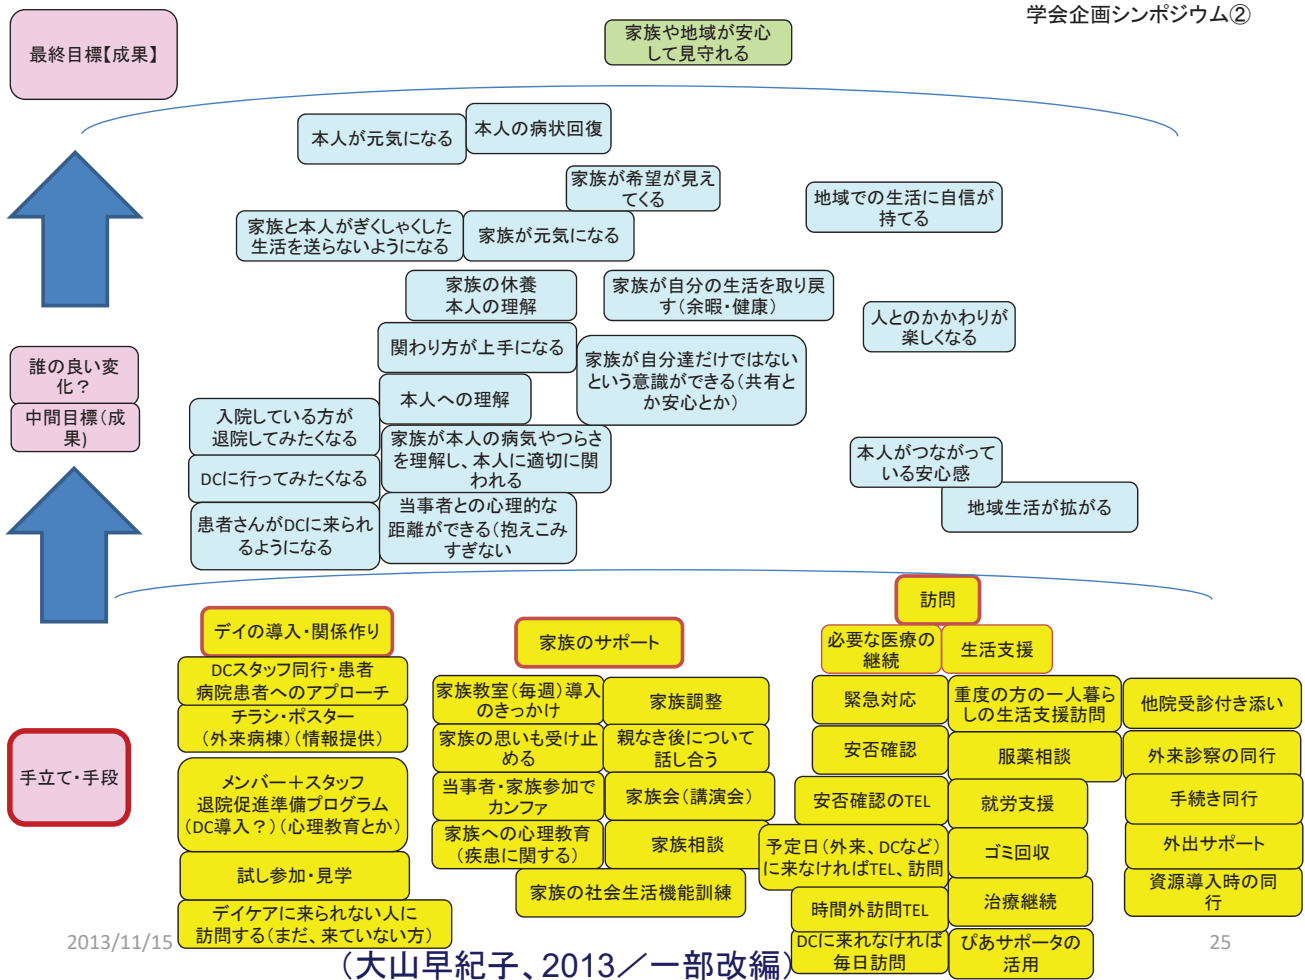 学会企画シンポジウム②
最終目標【成果】
家族や地域が安心
して見守れる
本人が元気になる
本人の病状回復
家族が希望が見え
てくる
地域での生活に自信が
持てる
家族と本人がぎくしゃくした
生活を送らないようになる
家族が元気になる
家族の休養
本人の理解
家族が自分の生活を取り戻
す(余暇・健康)
人とのかかわりが
楽しくなる
関わり方が上手になる
家族が自分達だけではない
という意識ができる(共有と
か安心とか)
誰の良い変
化？
中間目標(成
果)
本人への理解
入院している方が
退院してみたくなる
家族が本人の病気やつらさ
を理解し、本人に適切に関
われる
本人がつながって
いる安心感
DCに行ってみたくなる
地域生活が拡がる
当事者との心理的な
距離ができる(抱えこみ
すぎない
患者さんがDCに来られ
るようになる
手立て・手段
デイの導入・関係作り
DCスタッフ同行・患者
病院患者へのアプローチ
チラシ・ポスター
(外来病棟)(情報提供)
メンバー＋スタッフ
退院促進準備プログラム
(DC導入？)(心理教育とか)
試し参加・見学
デイケアに来られない人に
訪問する(まだ、来ていない方)
家族のサポート
家族教室(毎週)導入
のきっかけ
家族調整
家族の思いも受け止
める
親なき後について
話し合う
当事者・家族参加で
カンファ
家族会(講演会)
家族への心理教育
(疾患に関する)
家族相談
家族の社会生活機能訓練
訪問
必要な医療の
継続
生活支援
緊急対応
重度の方の一人暮ら
しの生活支援訪問
他院受診付き添い
安否確認
服薬相談
外来診察の同行
安否確認のTEL
就労支援
手続き同行
予定日(外来、DCなど)
に来なければTEL、訪問
ゴミ回収
外出サポート
時間外訪問TEL
治療継続
資源導入時の同
行
DCに来れなければ
毎日訪問
ぴあサポータの
活用
2013/11/15
(大山早紀子、2013／一部改編)
25